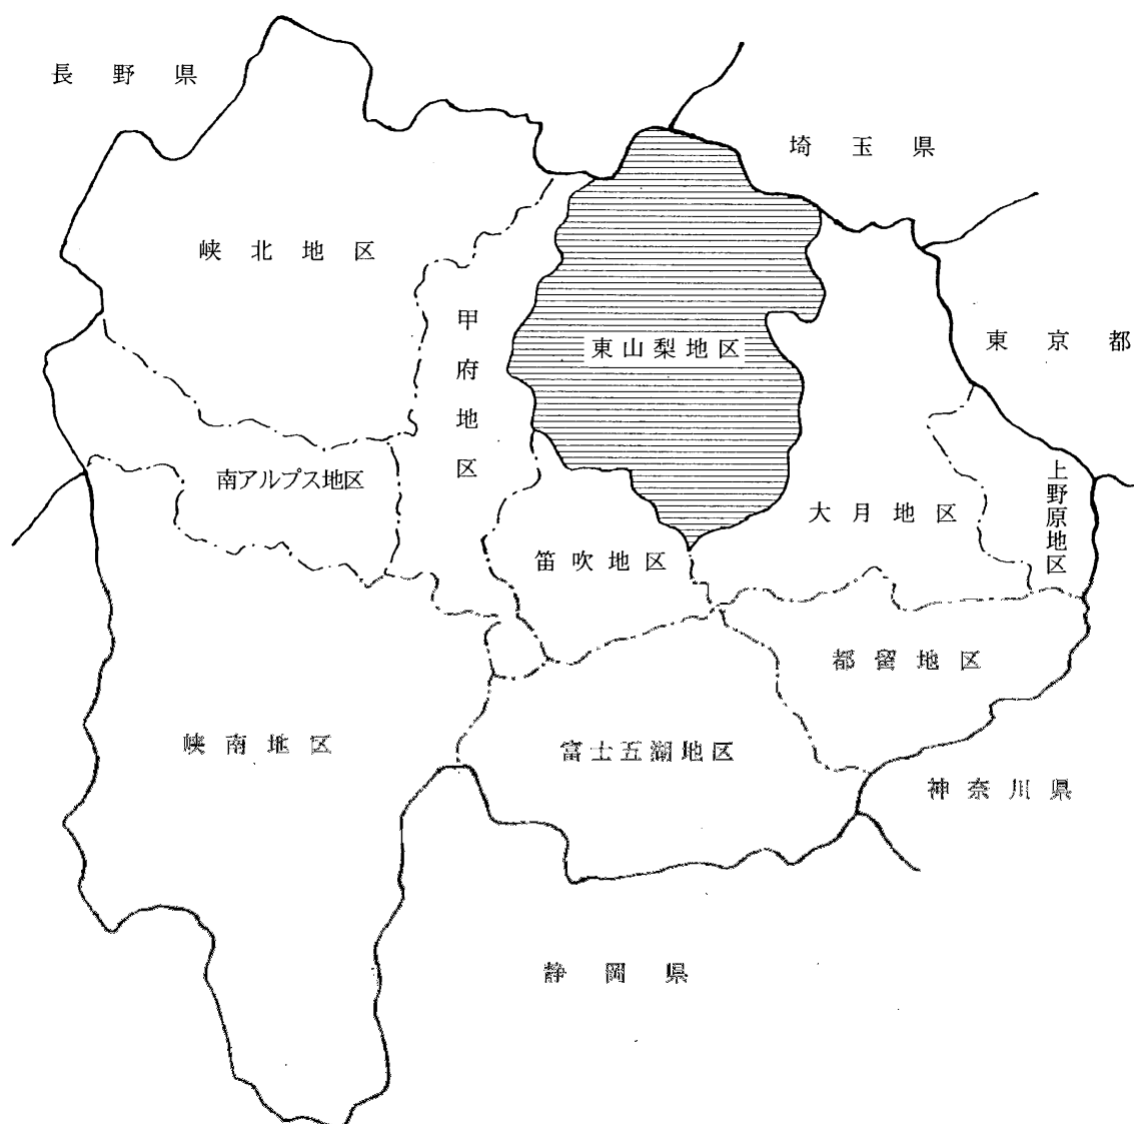 長野県
埼玉県
峡北地区
甲府地区
東山梨地区
東京都
南アルプス地区
上野原地区
大月地区
笛吹地区
都留地区
峡南地区
富士五湖地区
神奈川県
静岡県